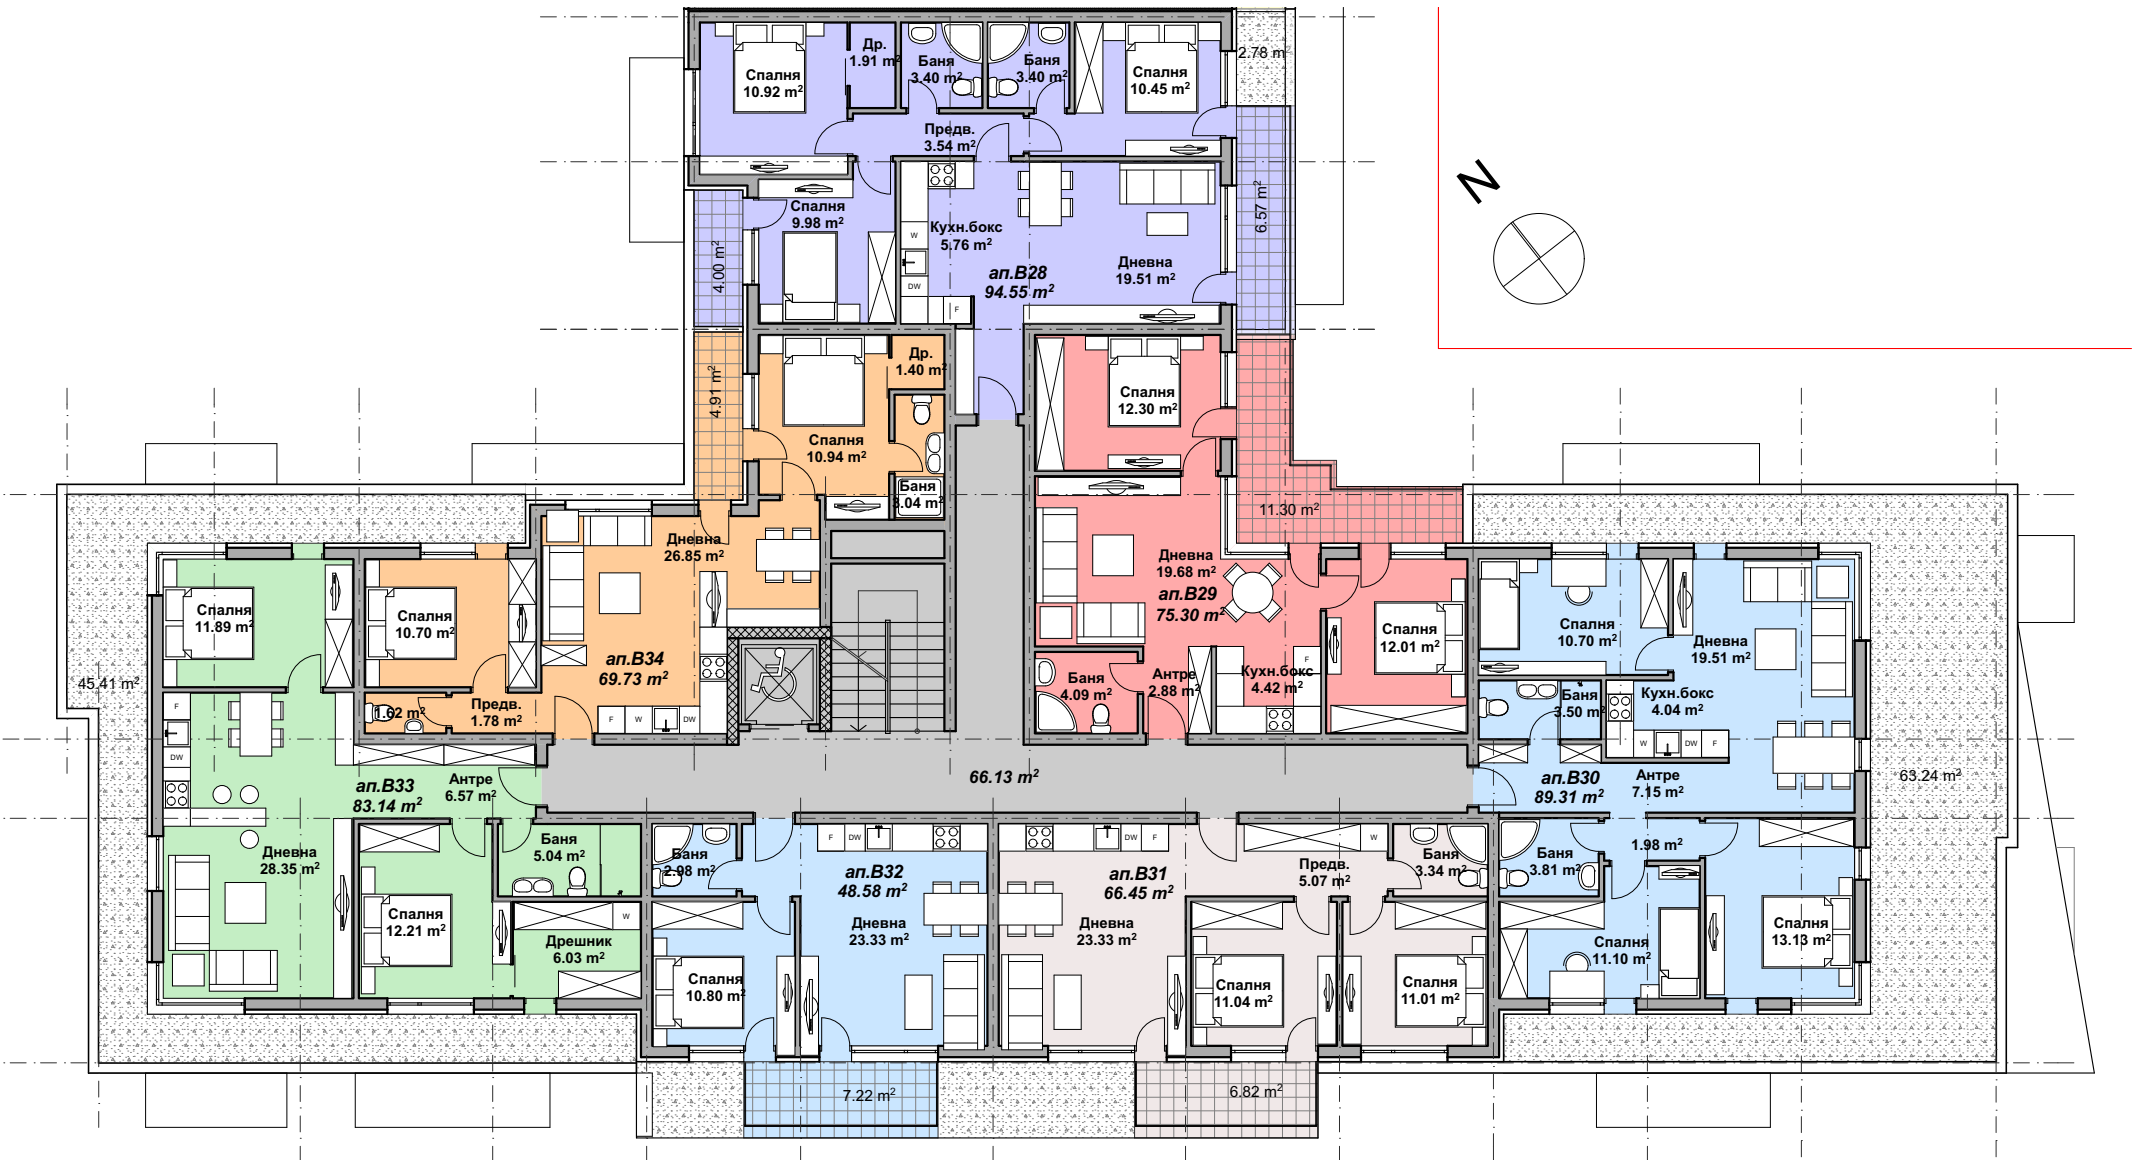 Спалня
10.92 m²
Др.
1.91 m²
Баня
3.40 m²
Баня
3.40 m²
Спалня
10.45 m²
2.78 m²
Предв.
3.54 m²
Спалня
9.98 m²
4.00 m²
Кухн.бокс
5.76 m²
W
DW
F
ап.В28
94.55 m²
Дневна
19.51 m²
6.57 m²
N
4.91 m²
Др.
1.40 m²
Спалня
10.94 m²
Баня
3.04 m²
Спалня
12.30 m²
11.30 m²
Дневна
26.85 m²
Дневна
19.68 m²
ап.В29
75.30 m²
Спалня
11.89 m²
Спалня
10.70 m²
ап.В34
69.73 m²
Спалня
12.01 m²
Спалня
10.70 m²
Дневна
19.51 m²
45.41 m²
F
DW
1.62 m²
Предв.
1.78 m²
F
W
DW
Баня
4.09 m²
Антре
2.88 m²
Кухн.бокс
4.42 m²
F
Баня
3.50 m²
Кухн.бокс
4.04 m²
W
DW
F
ап.В33
83.14 m²
Антре
6.57 m²
66.13 m²
ап.В30
89.31 m²
Антре
7.15 m²
63.24 m²
Дневна
28.35 m²
Баня
5.04 m²
Баня
2.98 m²
F
DW
ап.В32
48.58 m²
DW
F
ап.В31
66.45 m²
W
Предв.
5.07 m²
Баня
3.34 m²
Баня
3.81 m²
1.98 m²
Спалня
12.21 m²
W
Дрешник
6.03 m²
Дневна
23.33 m²
Дневна
23.33 m²
Спалня
11.10 m²
Спалня
13.13 m²
Спалня
10.80 m²
Спалня
11.04 m²
Спалня
11.01 m²
7.22 m²
6.82 m²